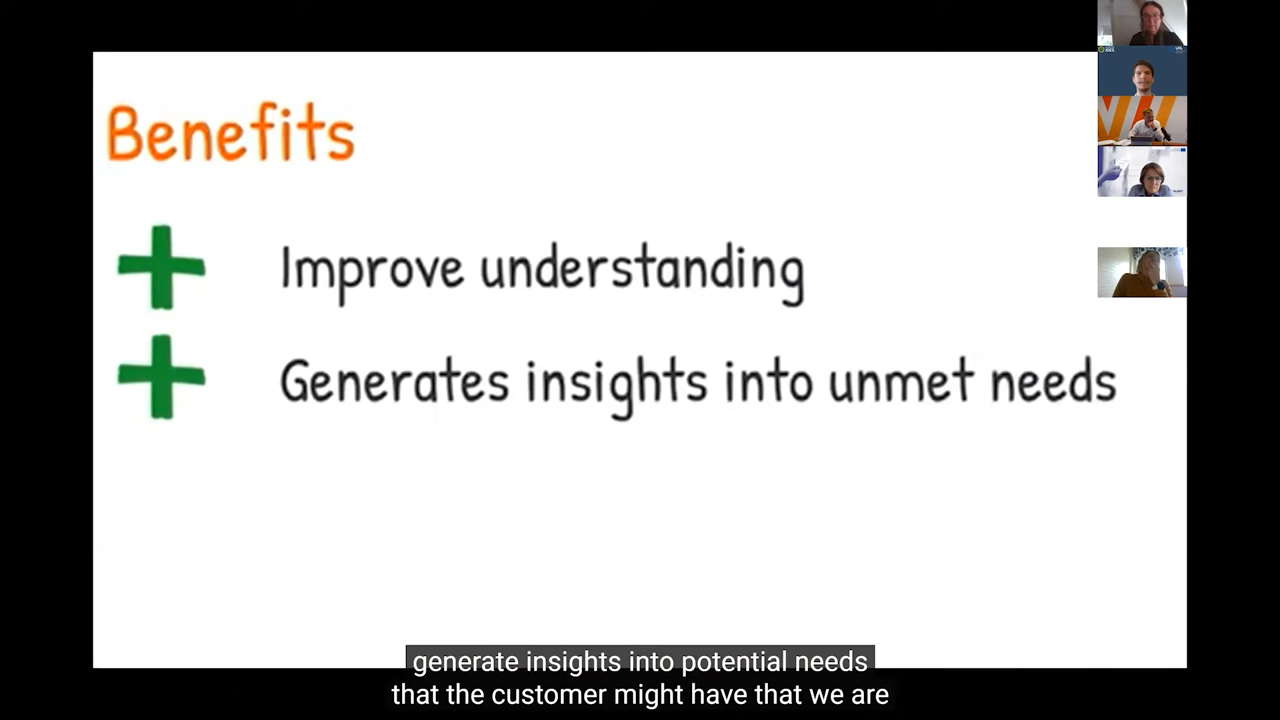 Benefits
Improve understanding
Generates insights into unmet needs
generate insights into potential needs
that the customer might have that we are